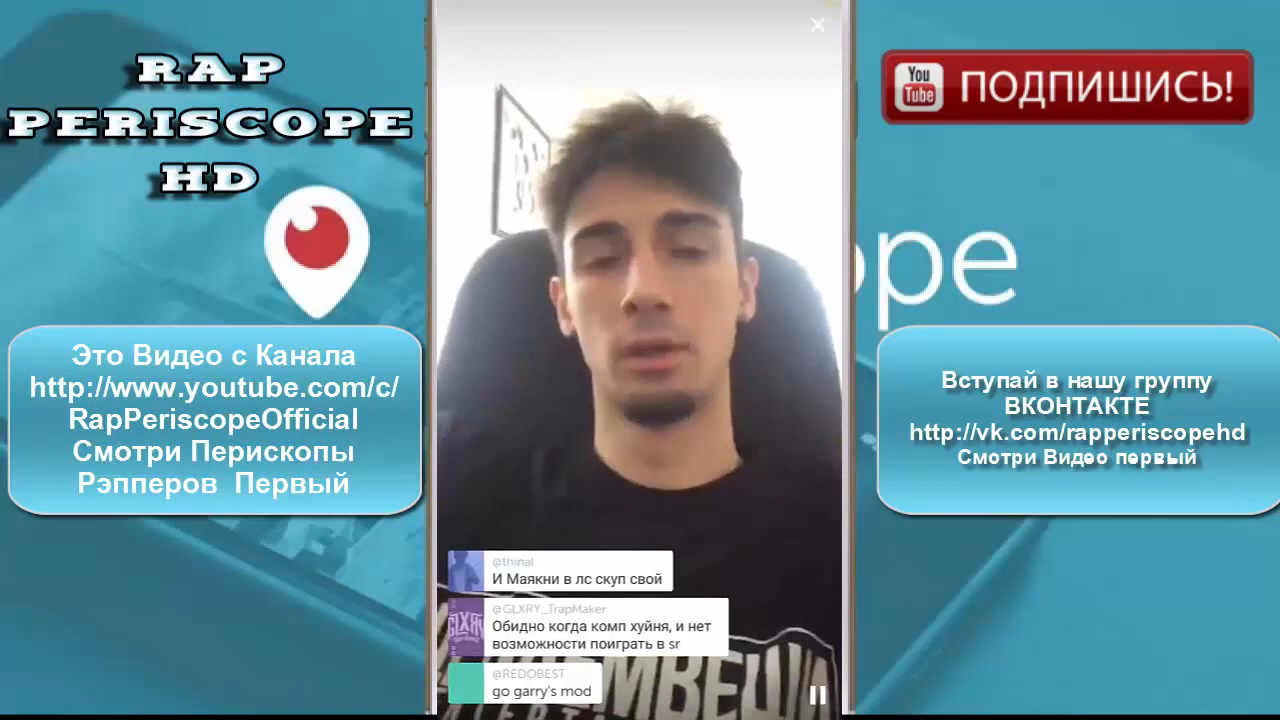 RAP
PERISCOPE
HD
You
Tube
ПОДПИШИСЬ!
ope
Это Видео с Канала
http://www.youtube.com/c/
RapPeriscopeOfficial
Смотри Перископы
Рэпперов Первый
Вступай в нашу группу
ВКОНТАКТЕ
http://vk.com/rapperiscopehd
Смотри Видео первый
@thinal
И Маякни в лс скуп свой
@GLXRY_TrapMaker
Обидно когда комп хуйня, и нет
возможности поиграть в sr
@REDOBEST
go garry's mod
GLXRY